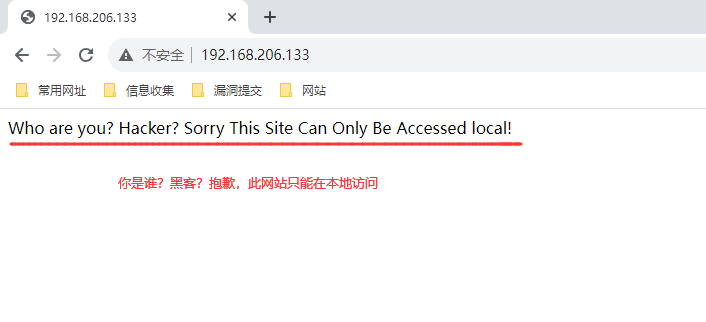 192.168.206.133
不安全 192.168.206.133
常用网址 信息收集 漏洞提交 网站
Who are you? Hacker? Sorry This Site Can Only Be Accessed local!
你是谁？黑客？抱歉，此网站只能在本地访问